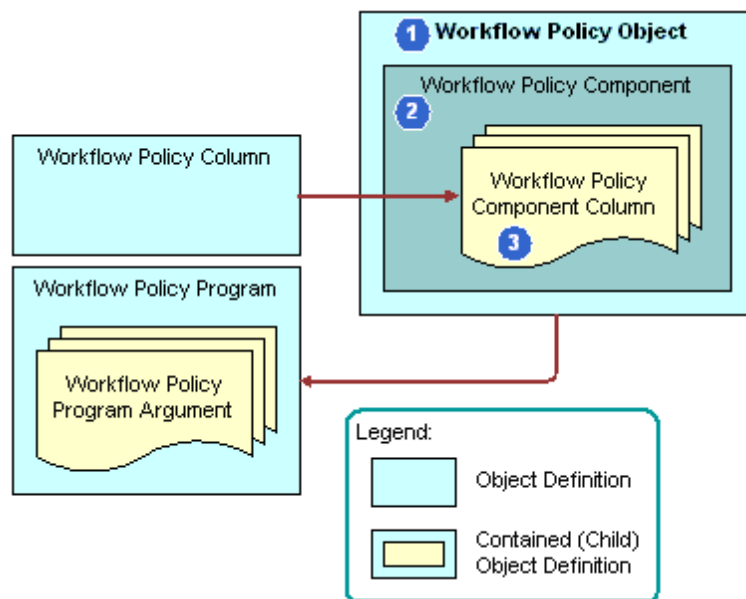 1 Workflow Policy Object
Workflow Policy Component
2
Workflow Policy Column
Workflow Policy
Component Column
3
Workflow Policy Program
Workflow Policy
Program Argument
Legend:
Object Definition
Contained (Child)
Object Definition